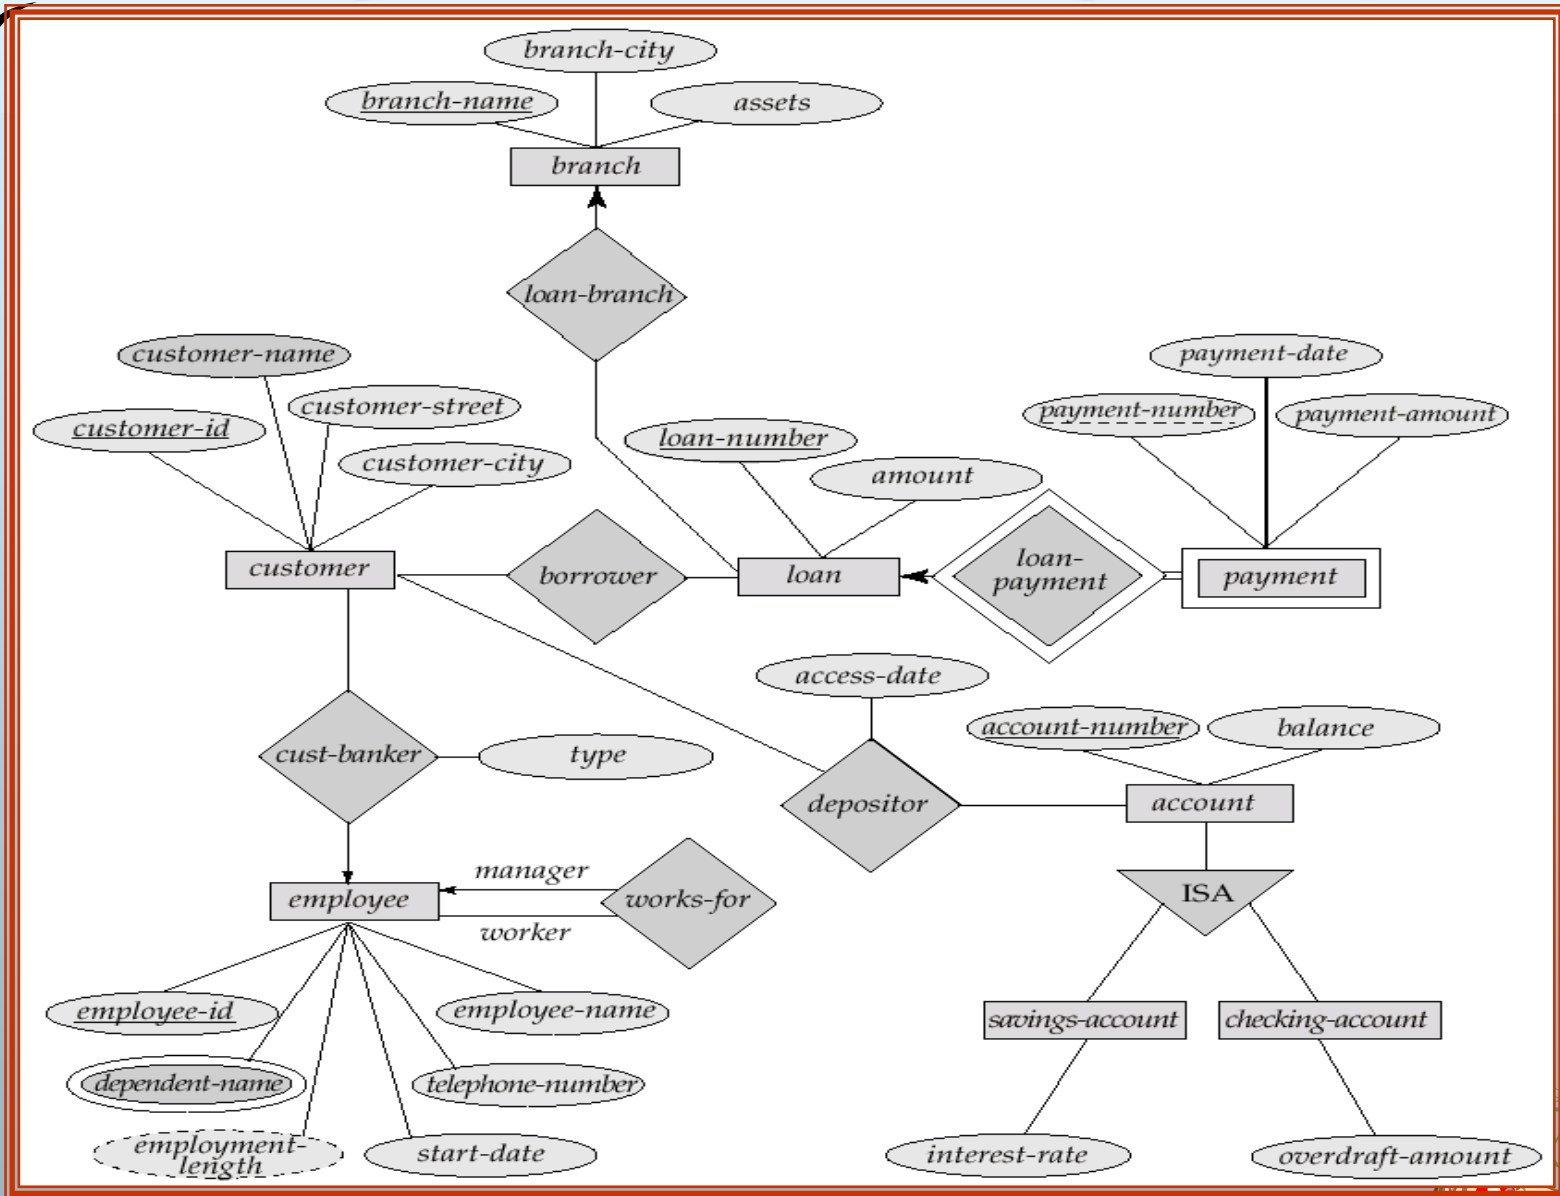 branch-city
branch-name
assets
branch
loan-branch
customer-name
payment-date
customer-street
payment-number
payment-amount
customer-id
loan-number
customer-city
amount
customer
borrower
loan
loan-
payment
payment
access-date
account-number
balance
cust-banker
type
depositor
account
manager
employee
works-for
worker
ISA
employee-id
employee-name
savings-account
checking-account
dependent-name
telephone-number
employment-
length
start-date
interest-rate
overdraft-amount